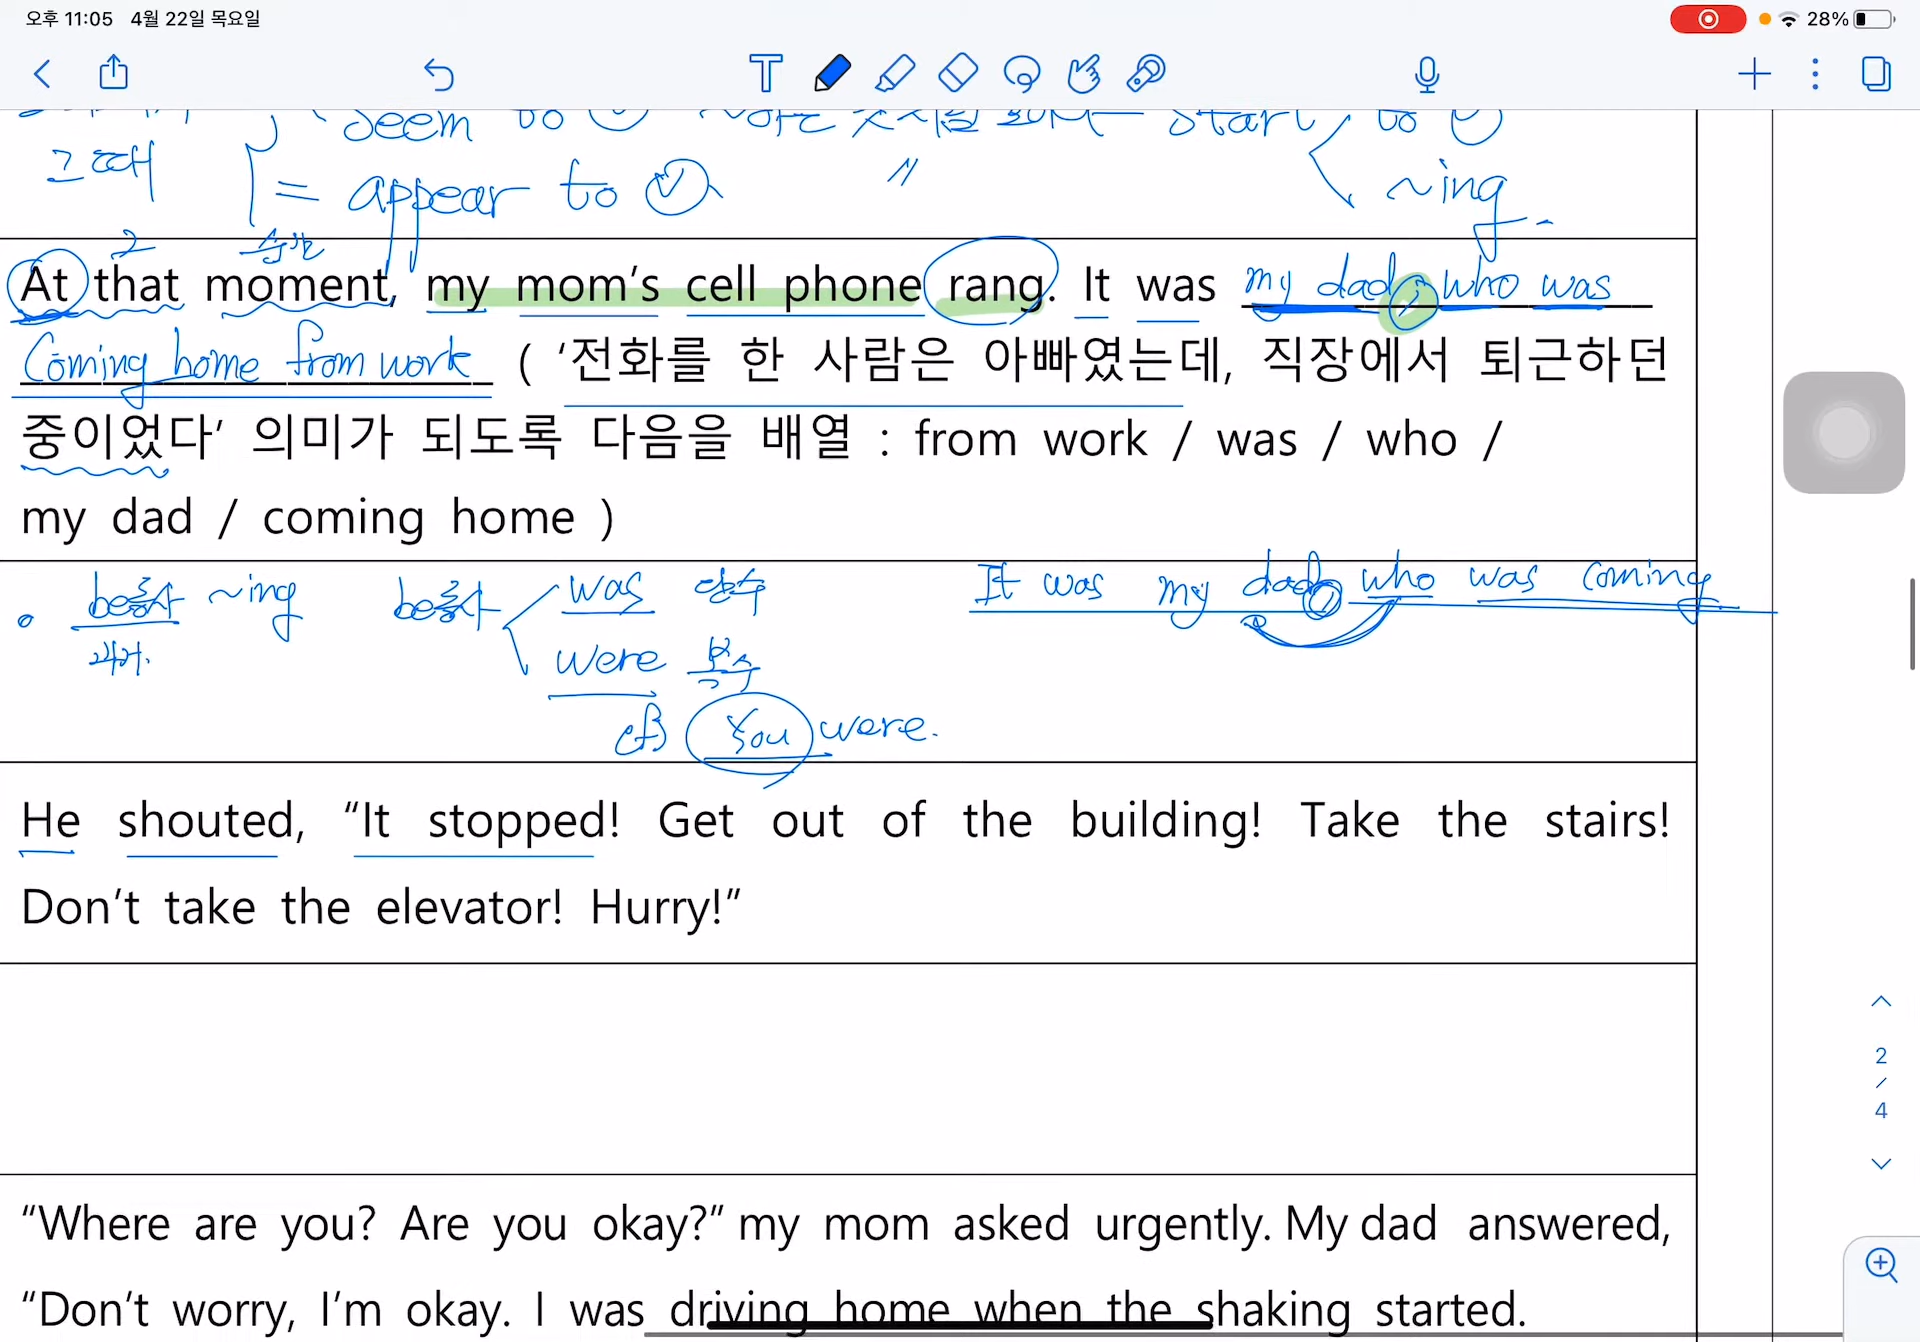 오후 11:05 4월 22일 목요일 28%
seem to start to
그때 = appear to ⓥ 〃 ~ing
그 순간
At that moment, my mom's cell phone rang. It was my dad, who was
Coming home from work ( '전화를 한 사람은 아빠였는데, 직장에서 퇴근하던
중이었다' 의미가 되도록 다음을 배열 : from work / was / who /
my dad / coming home )
be동사 ~ing be동사 was 단수 It was my dad, who was coming
과거. were 복수
cf) you were.
He shouted, “It stopped! Get out of the building! Take the stairs!
Don't take the elevator! Hurry!”
2
/
4
“Where are you? Are you okay?” my mom asked urgently. My dad answered,
“Don't worry, I'm okay. I was driving home when the shaking started.